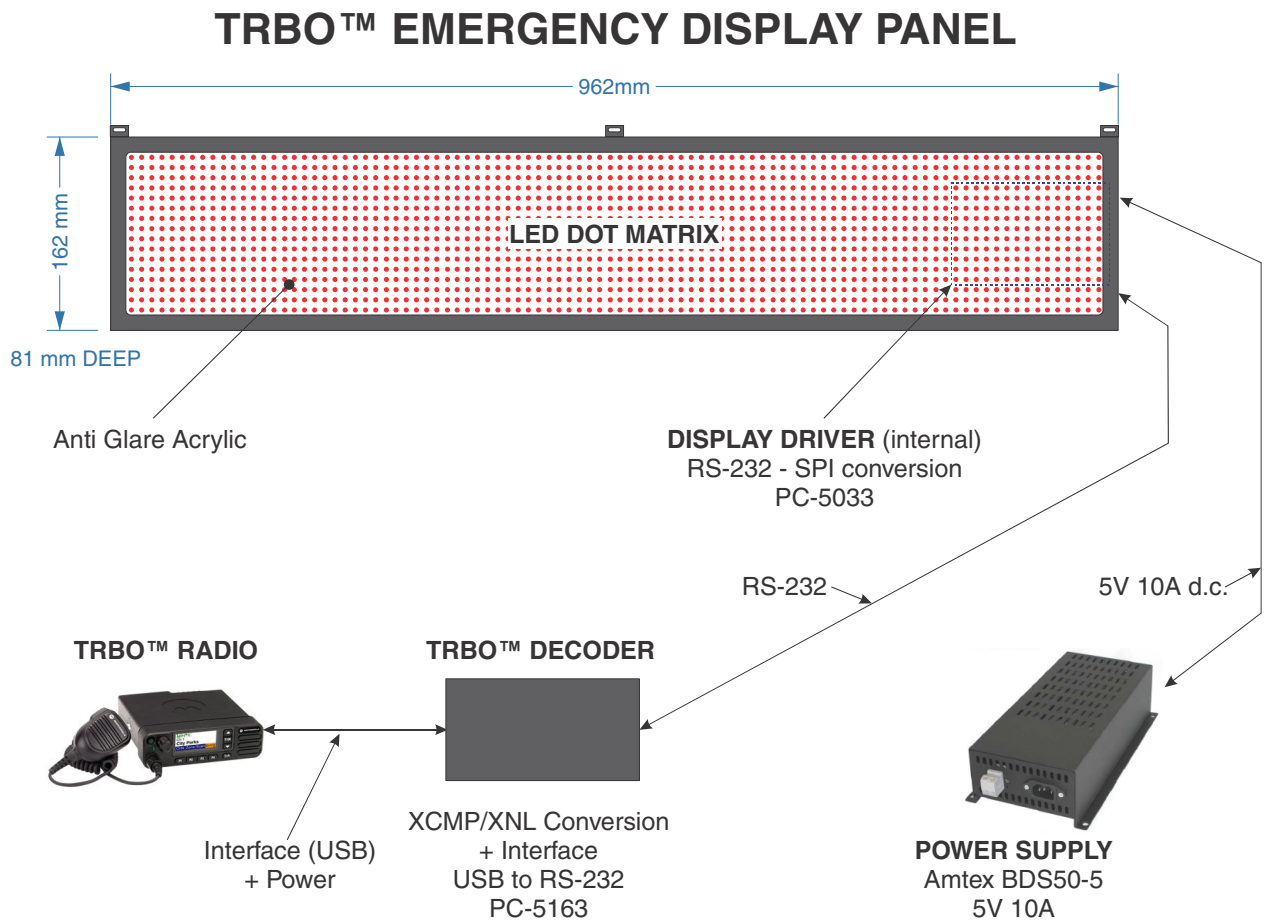 TRBO™ EMERGENCY DISPLAY PANEL
962mm
162 mm
LED DOT MATRIX
81 mm DEEP
Anti Glare Acrylic
DISPLAY DRIVER (internal)
RS-232 - SPI conversion
PC-5033
RS-232
5V 10A d.c.
TRBO™ RADIO
TRBO™ DECODER
City Parks
Interface (USB)
+ Power
XCMP/XNL Conversion
+ Interface
USB to RS-232
PC-5163
POWER SUPPLY
Amtex BDS50-5
5V 10A